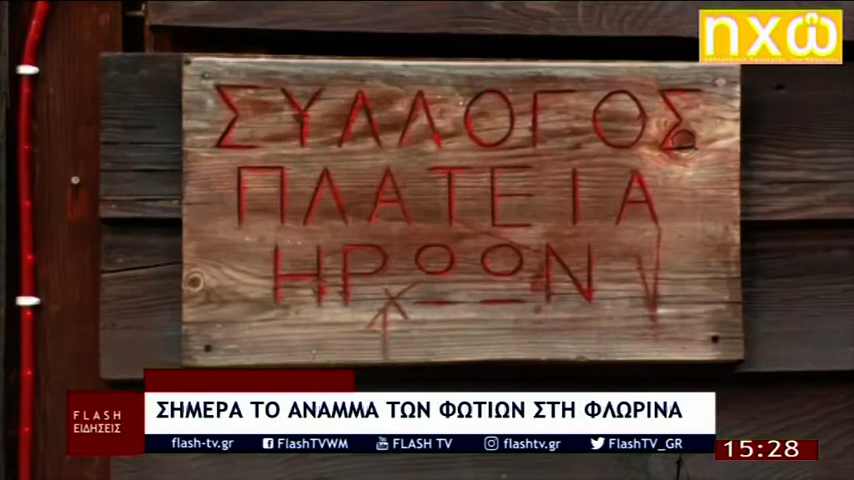 ηχώ
ΣΥΛΛΟΓΟΣ
ΠΛΑΤΕΙΑ
ΗΡΩΩΝ
FLASH
ΕΙΔΗΣΕΙΣ
ΣΗΜΕΡΑ ΤΟ ΑΝΑΜΜΑ ΤΩΝ ΦΩΤΙΩΝ ΣΤΗ ΦΛΩΡΙΝΑ
flash-tv.gr FlashTVWM FLASH TV flashtv.gr FlashTV_GR
15:28